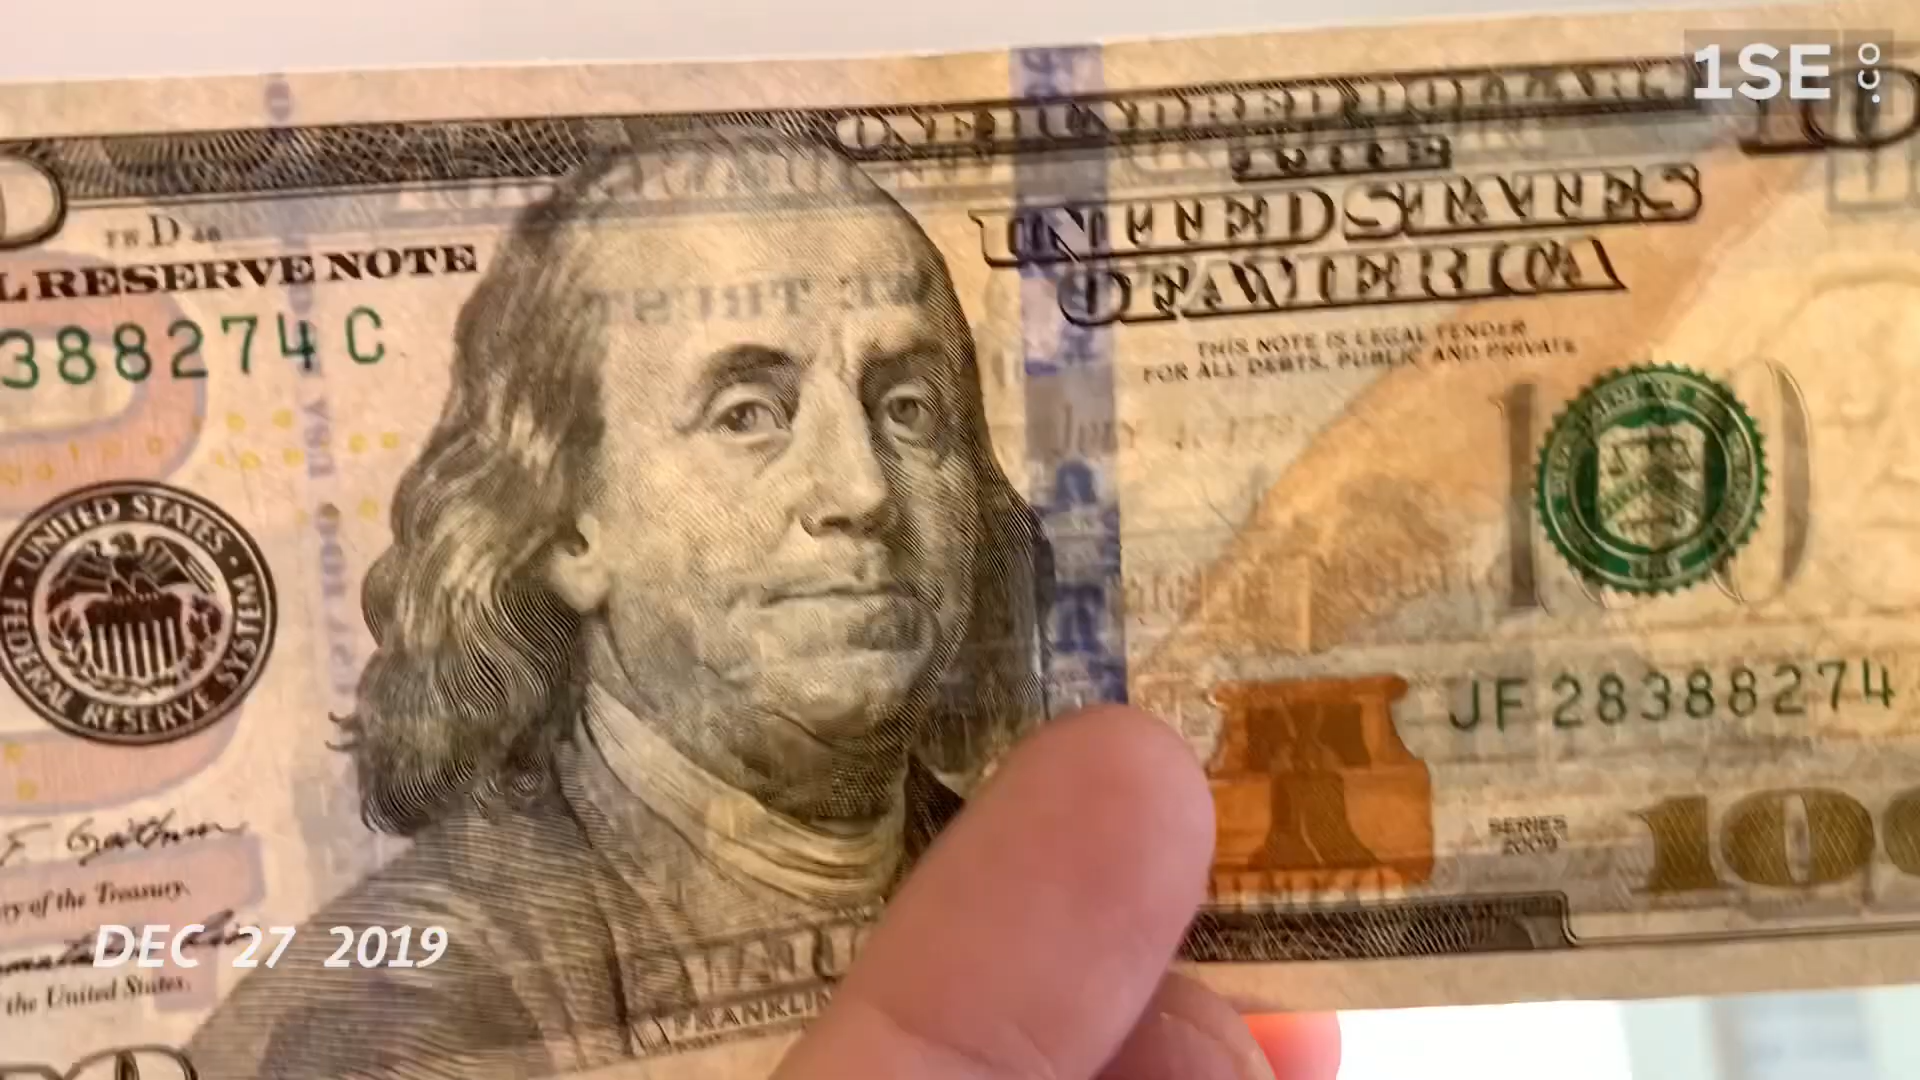 1SE .co
ONE HUNDRED DOLLARS
THE
UNITED STATES
OF AMERICA
THIS NOTE IS LEGAL TENDER
FOR ALL DEBTS, PUBLIC AND PRIVATE
L RESERVE NOTE
388274 C
UNITED STATES
FEDERAL RESERVE SYSTEM
JF 28388274
SERIES
2009
100
ry of the Treasury.
DEC 27 2019
the United States.
FRANKLIN